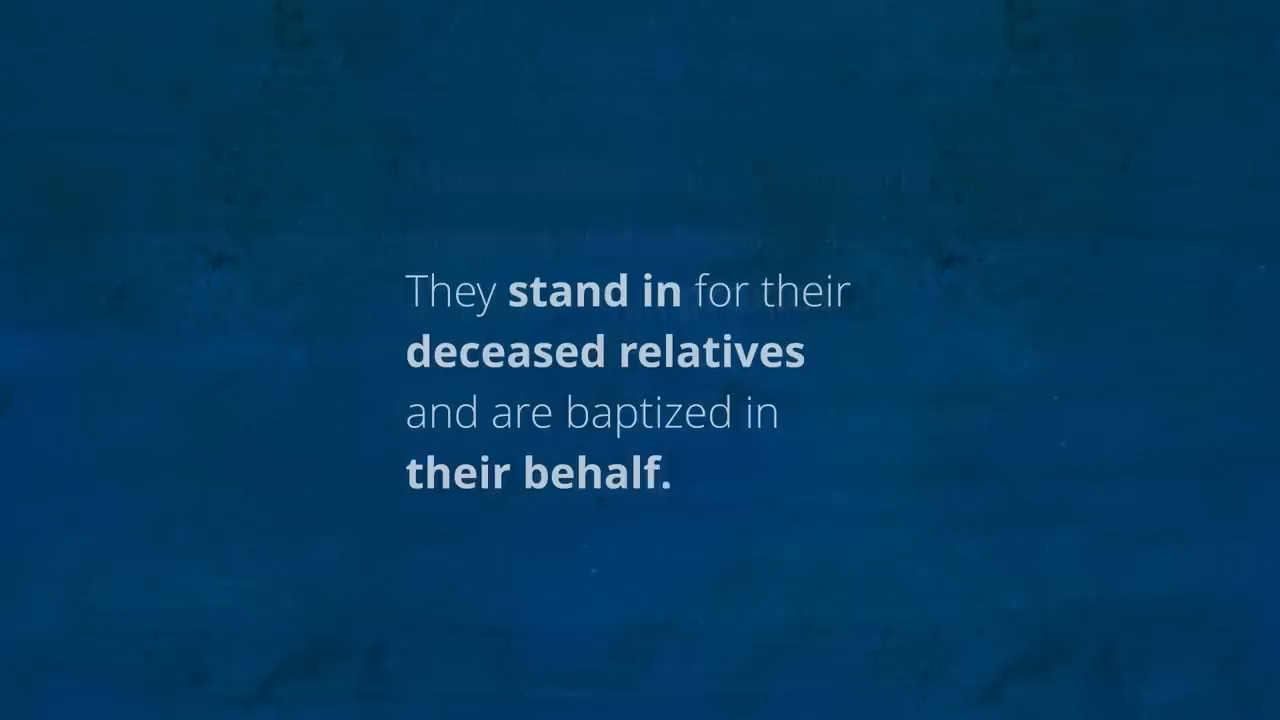 They stand in for their
deceased relatives
and are baptized in
their behalf.